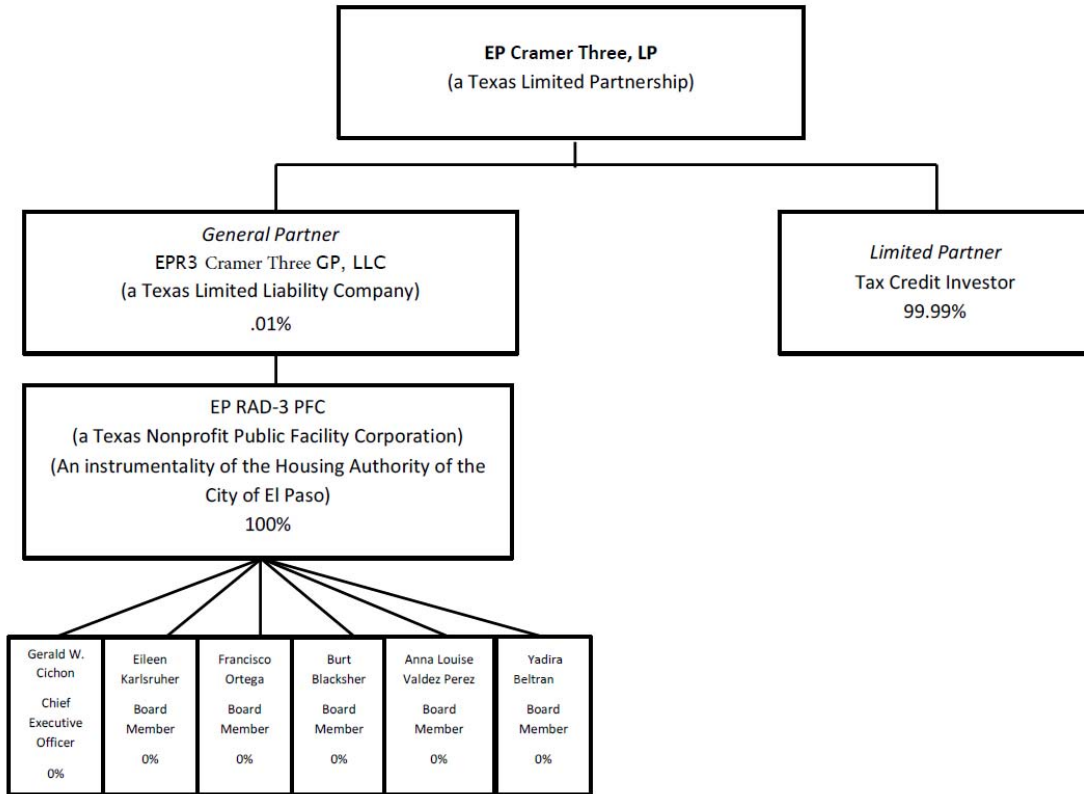 EP Cramer Three, LP
(a Texas Limited Partnership)
General Partner
EPR3 Cramer Three GP, LLC
(a Texas Limited Liability Company)
.01%
Limited Partner
Tax Credit Investor
99.99%
EP RAD-3 PFC
(a Texas Nonprofit Public Facility Corporation)
(An instrumentality of the Housing Authority of the
City of El Paso)
100%
Gerald W.
Cichon
Chief
Executive
Officer
0%
Eileen
Karlsruher
Board
Member
0%
Francisco
Ortega
Board
Member
0%
Burt
Blacksher
Board
Member
0%
Anna Louise
Valdez Perez
Board
Member
0%
Yadira
Beltran
Board
Member
0%